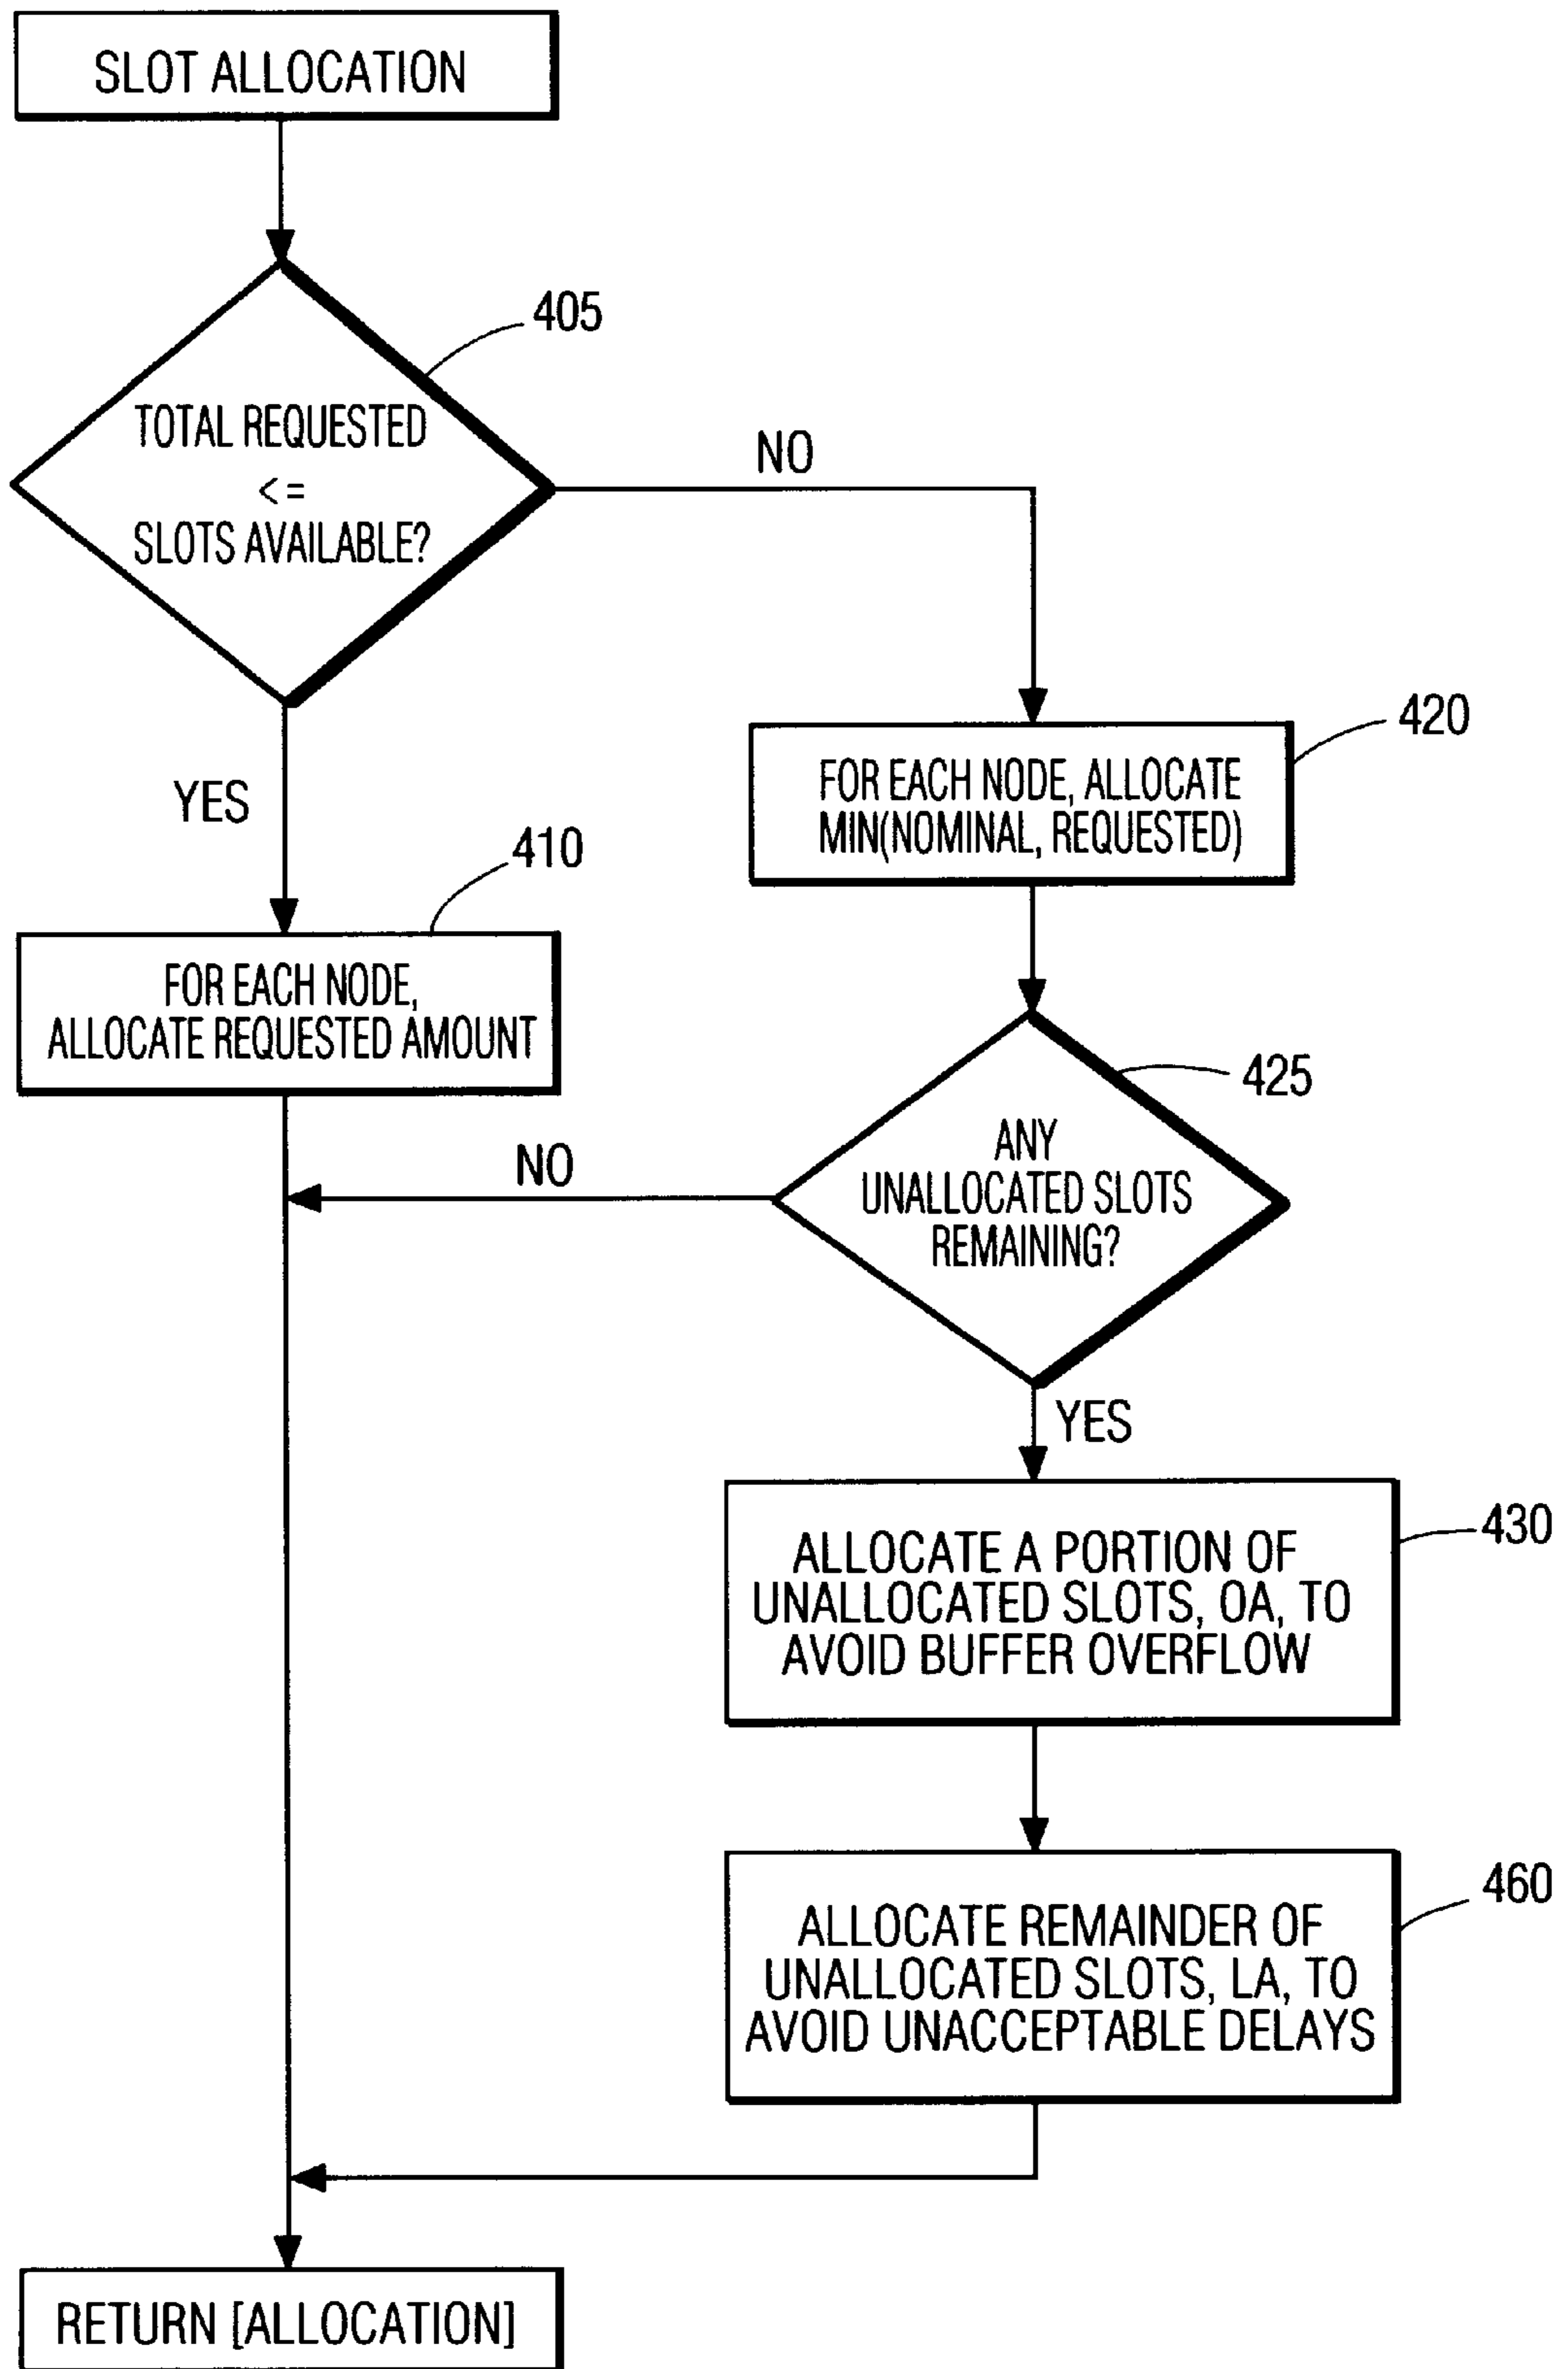 SLOT ALLOCATION
405
TOTAL REQUESTED
<=
SLOTS AVAILABLE?
NO
YES
420
FOR EACH NODE, ALLOCATE
MIN(NOMINAL, REQUESTED)
410
FOR EACH NODE,
ALLOCATE REQUESTED AMOUNT
425
ANY
UNALLOCATED SLOTS
REMAINING?
NO
YES
430
ALLOCATE A PORTION OF
UNALLOCATED SLOTS, OA, TO
AVOID BUFFER OVERFLOW
460
ALLOCATE REMAINDER OF
UNALLOCATED SLOTS, LA, TO
AVOID UNACCEPTABLE DELAYS
RETURN [ALLOCATION]